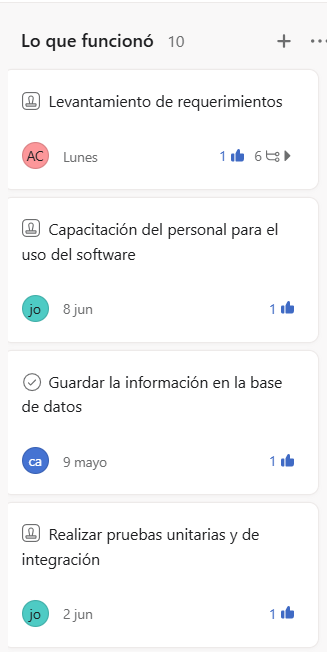 Lo que funcionó 10
Levantamiento de requerimientos
AC Lunes 1 6
Capacitación del personal para el
uso del software
jo 8 jun 1
Guardar la información en la base
de datos
ca 9 mayo 1
Realizar pruebas unitarias y de
integración
jo 2 jun 1